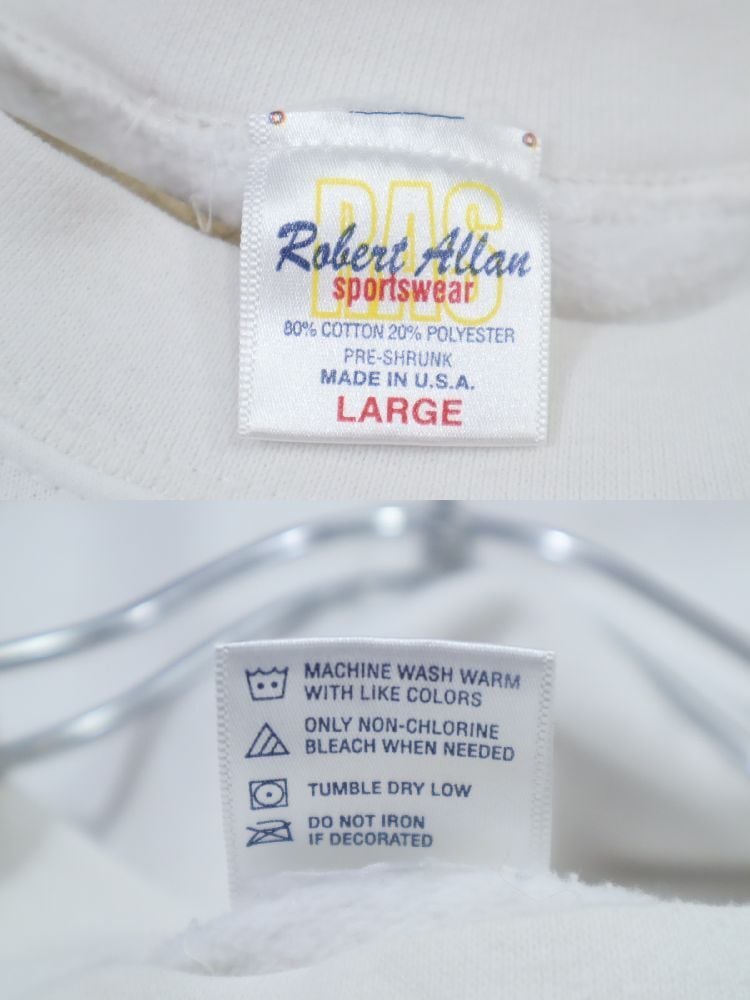 RAS
Robert Allan
sportswear
80% COTTON 20% POLYESTER
PRE-SHRUNK
MADE IN U.S.A.
LARGE
MACHINE WASH WARM
WITH LIKE COLORS
ONLY NON-CHLORINE
BLEACH WHEN NEEDED
TUMBLE DRY LOW
DO NOT IRON
IF DECORATED